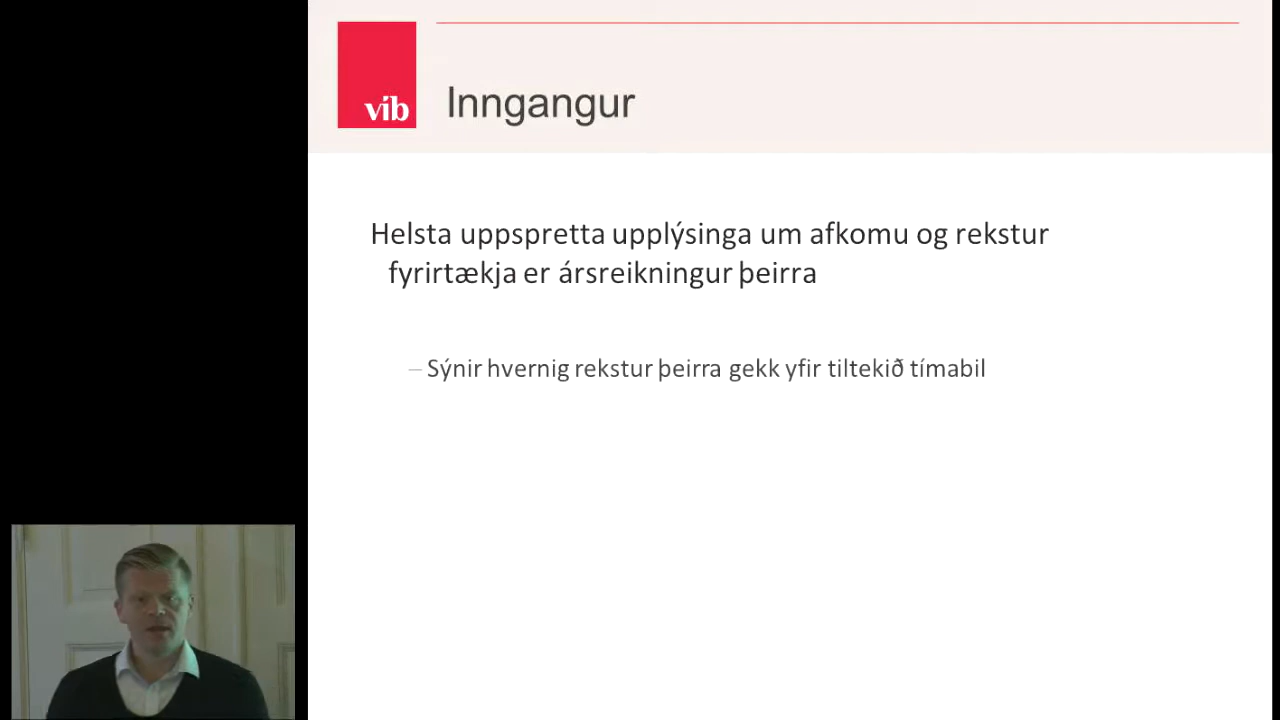 víb
Inngangur
Helsta uppspretta upplýsinga um afkomu og rekstur
fyrirtækja er ársreikningur þeirra
– Sýnir hvernig rekstur þeirra gekk yfir tiltekið tímabil